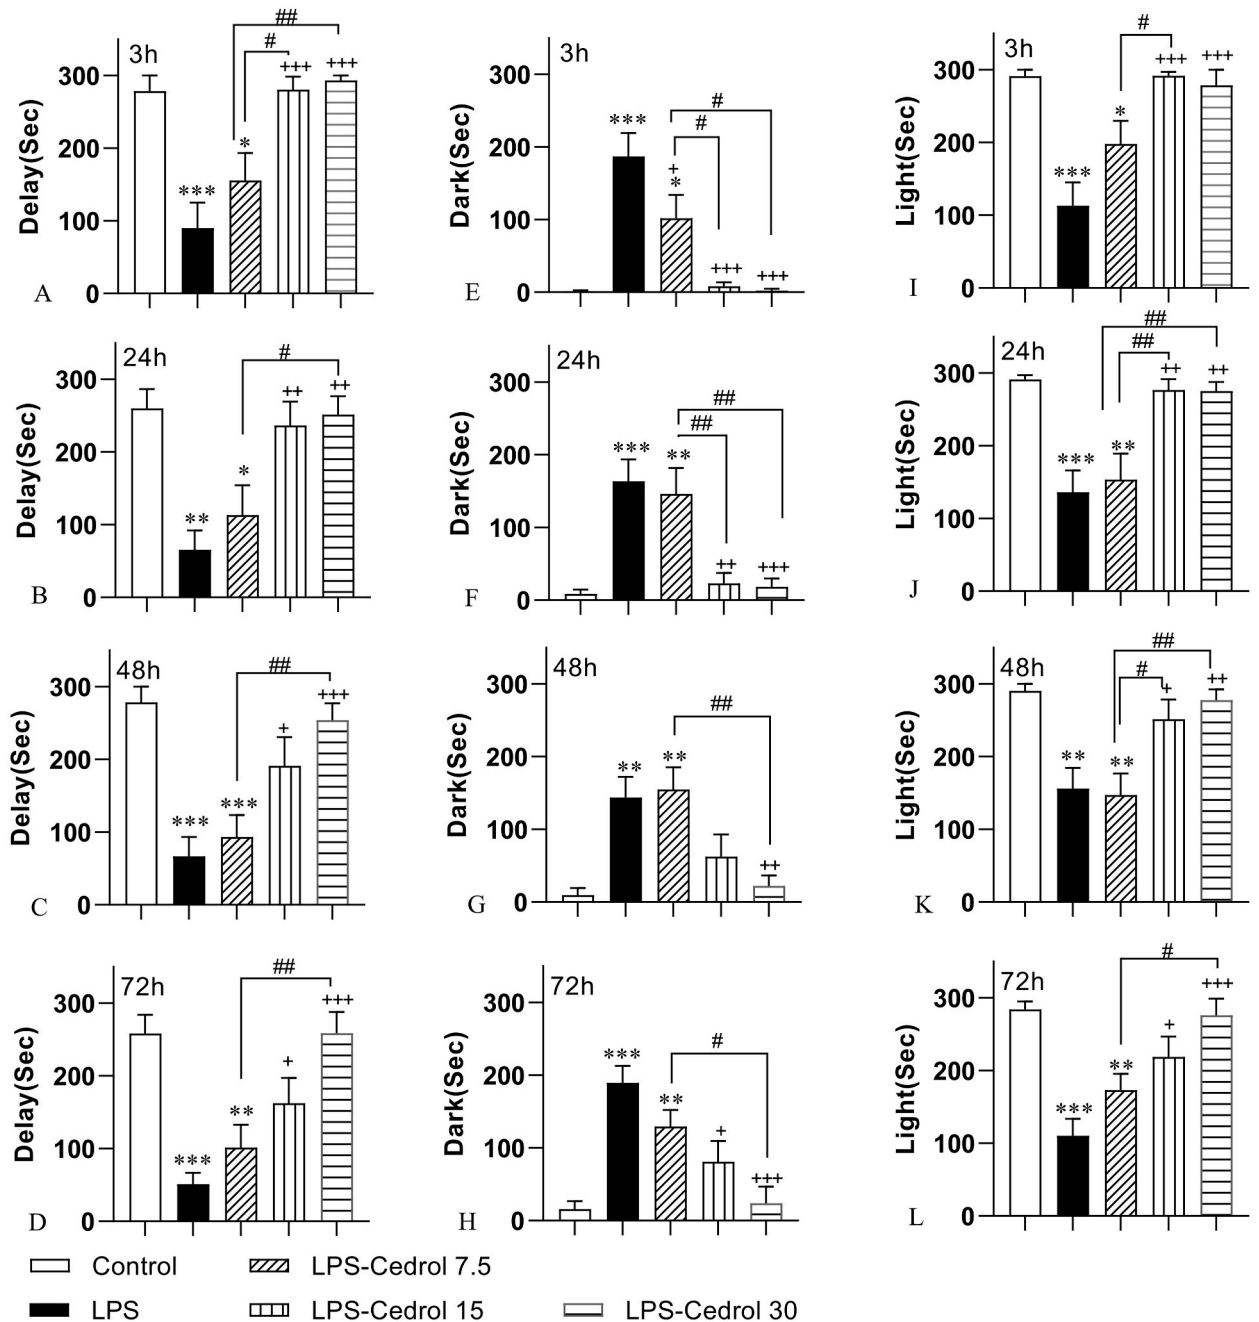 ##
3h
#
+++
+++
300
200
100
0
Delay(Sec)
*
***
A
3h
300
200
100
0
Dark(Sec)
***
#
#
+
*
+++
+++
E
3h
#
+++
+++
300
200
100
0
Light(Sec)
*
***
I
24h
#
++
++
300
200
100
0
Delay(Sec)
*
**
B
24h
300
200
100
0
Dark(Sec)
##
##
***
**
++
+++
F
24h
##
##
++
++
300
200
100
0
Light(Sec)
***
**
J
48h
##
+++
+
300
200
100
0
Delay(Sec)
***
***
C
48h
300
200
100
0
Dark(Sec)
##
**
**
++
G
48h
##
#
+
++
300
200
100
0
Light(Sec)
**
**
K
72h
##
+++
+
300
200
100
0
Delay(Sec)
**
***
D
72h
300
200
100
0
Dark(Sec)
#
***
**
+
+++
H
72h
#
+++
+
300
200
100
0
Light(Sec)
**
***
L
Control
LPS-Cedrol 7.5
LPS
LPS-Cedrol 15
LPS-Cedrol 30